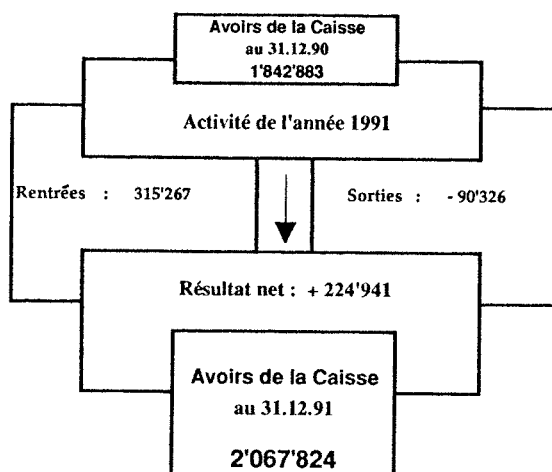 Avoirs de la Caisse
au 31.12.90
1'842'883
Activité de l'année 1991
Rentrées : 315'267 Sorties : - 90'326
Résultat net : + 224'941
Avoirs de la Caisse
au 31.12.91
2'067'824